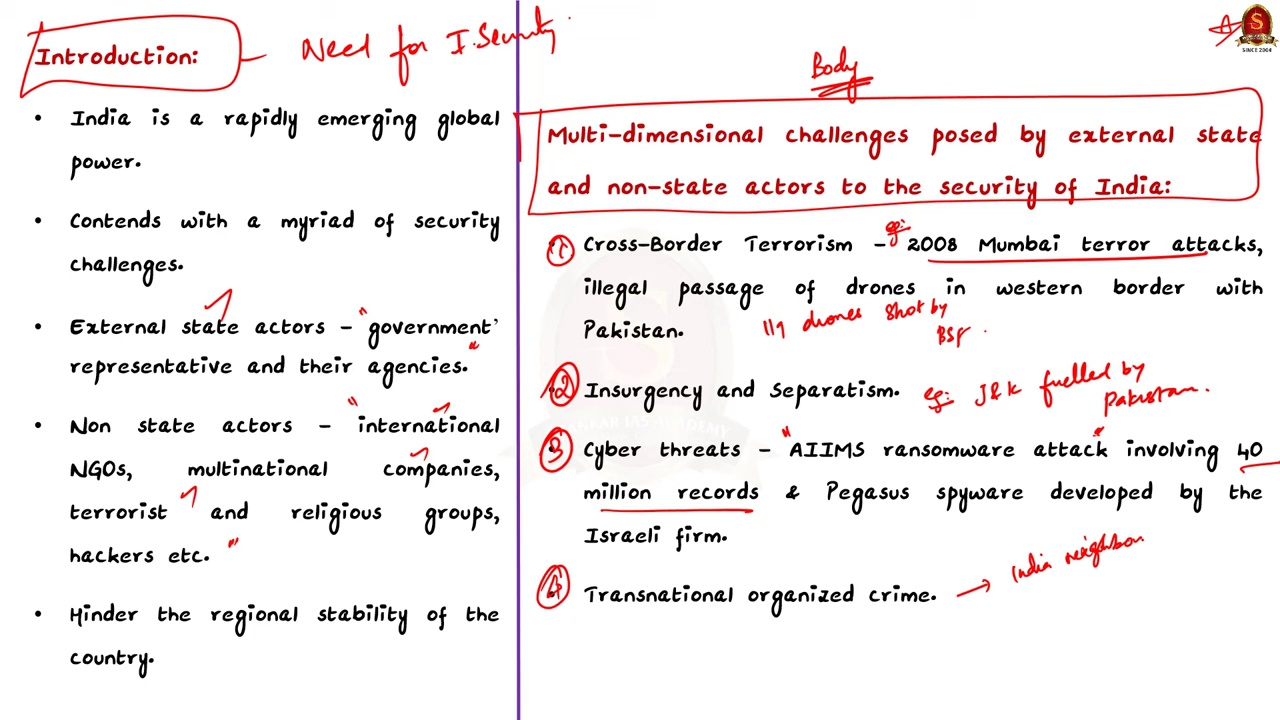 Introduction: - Need for I.Security.
• India is a rapidly emerging global
power.
• Contends with a myriad of security
challenges.
• External state actors - "government'
representative and their agencies."
• Non state actors - "international
NGOs, multinational companies,
terrorist and religious groups,
hackers etc."
• Hinder the regional stability of the
country.
Body
Multi-dimensional challenges posed by external state
and non-state actors to the security of India:
① Cross-Border Terrorism - eg: 2008 Mumbai terror attacks,
illegal passage of drones in western border with
Pakistan. 119 drones shot by
BSF.
② Insurgency and Separatism. eg: J&K fuelled by
Pakistan.
③ Cyber threats - "AIIMS ransomware attack" involving 40
million records & Pegasus spyware developed by the
Israeli firm.
④ Transnational organized crime. → India neighbour
S
SINCE 2004